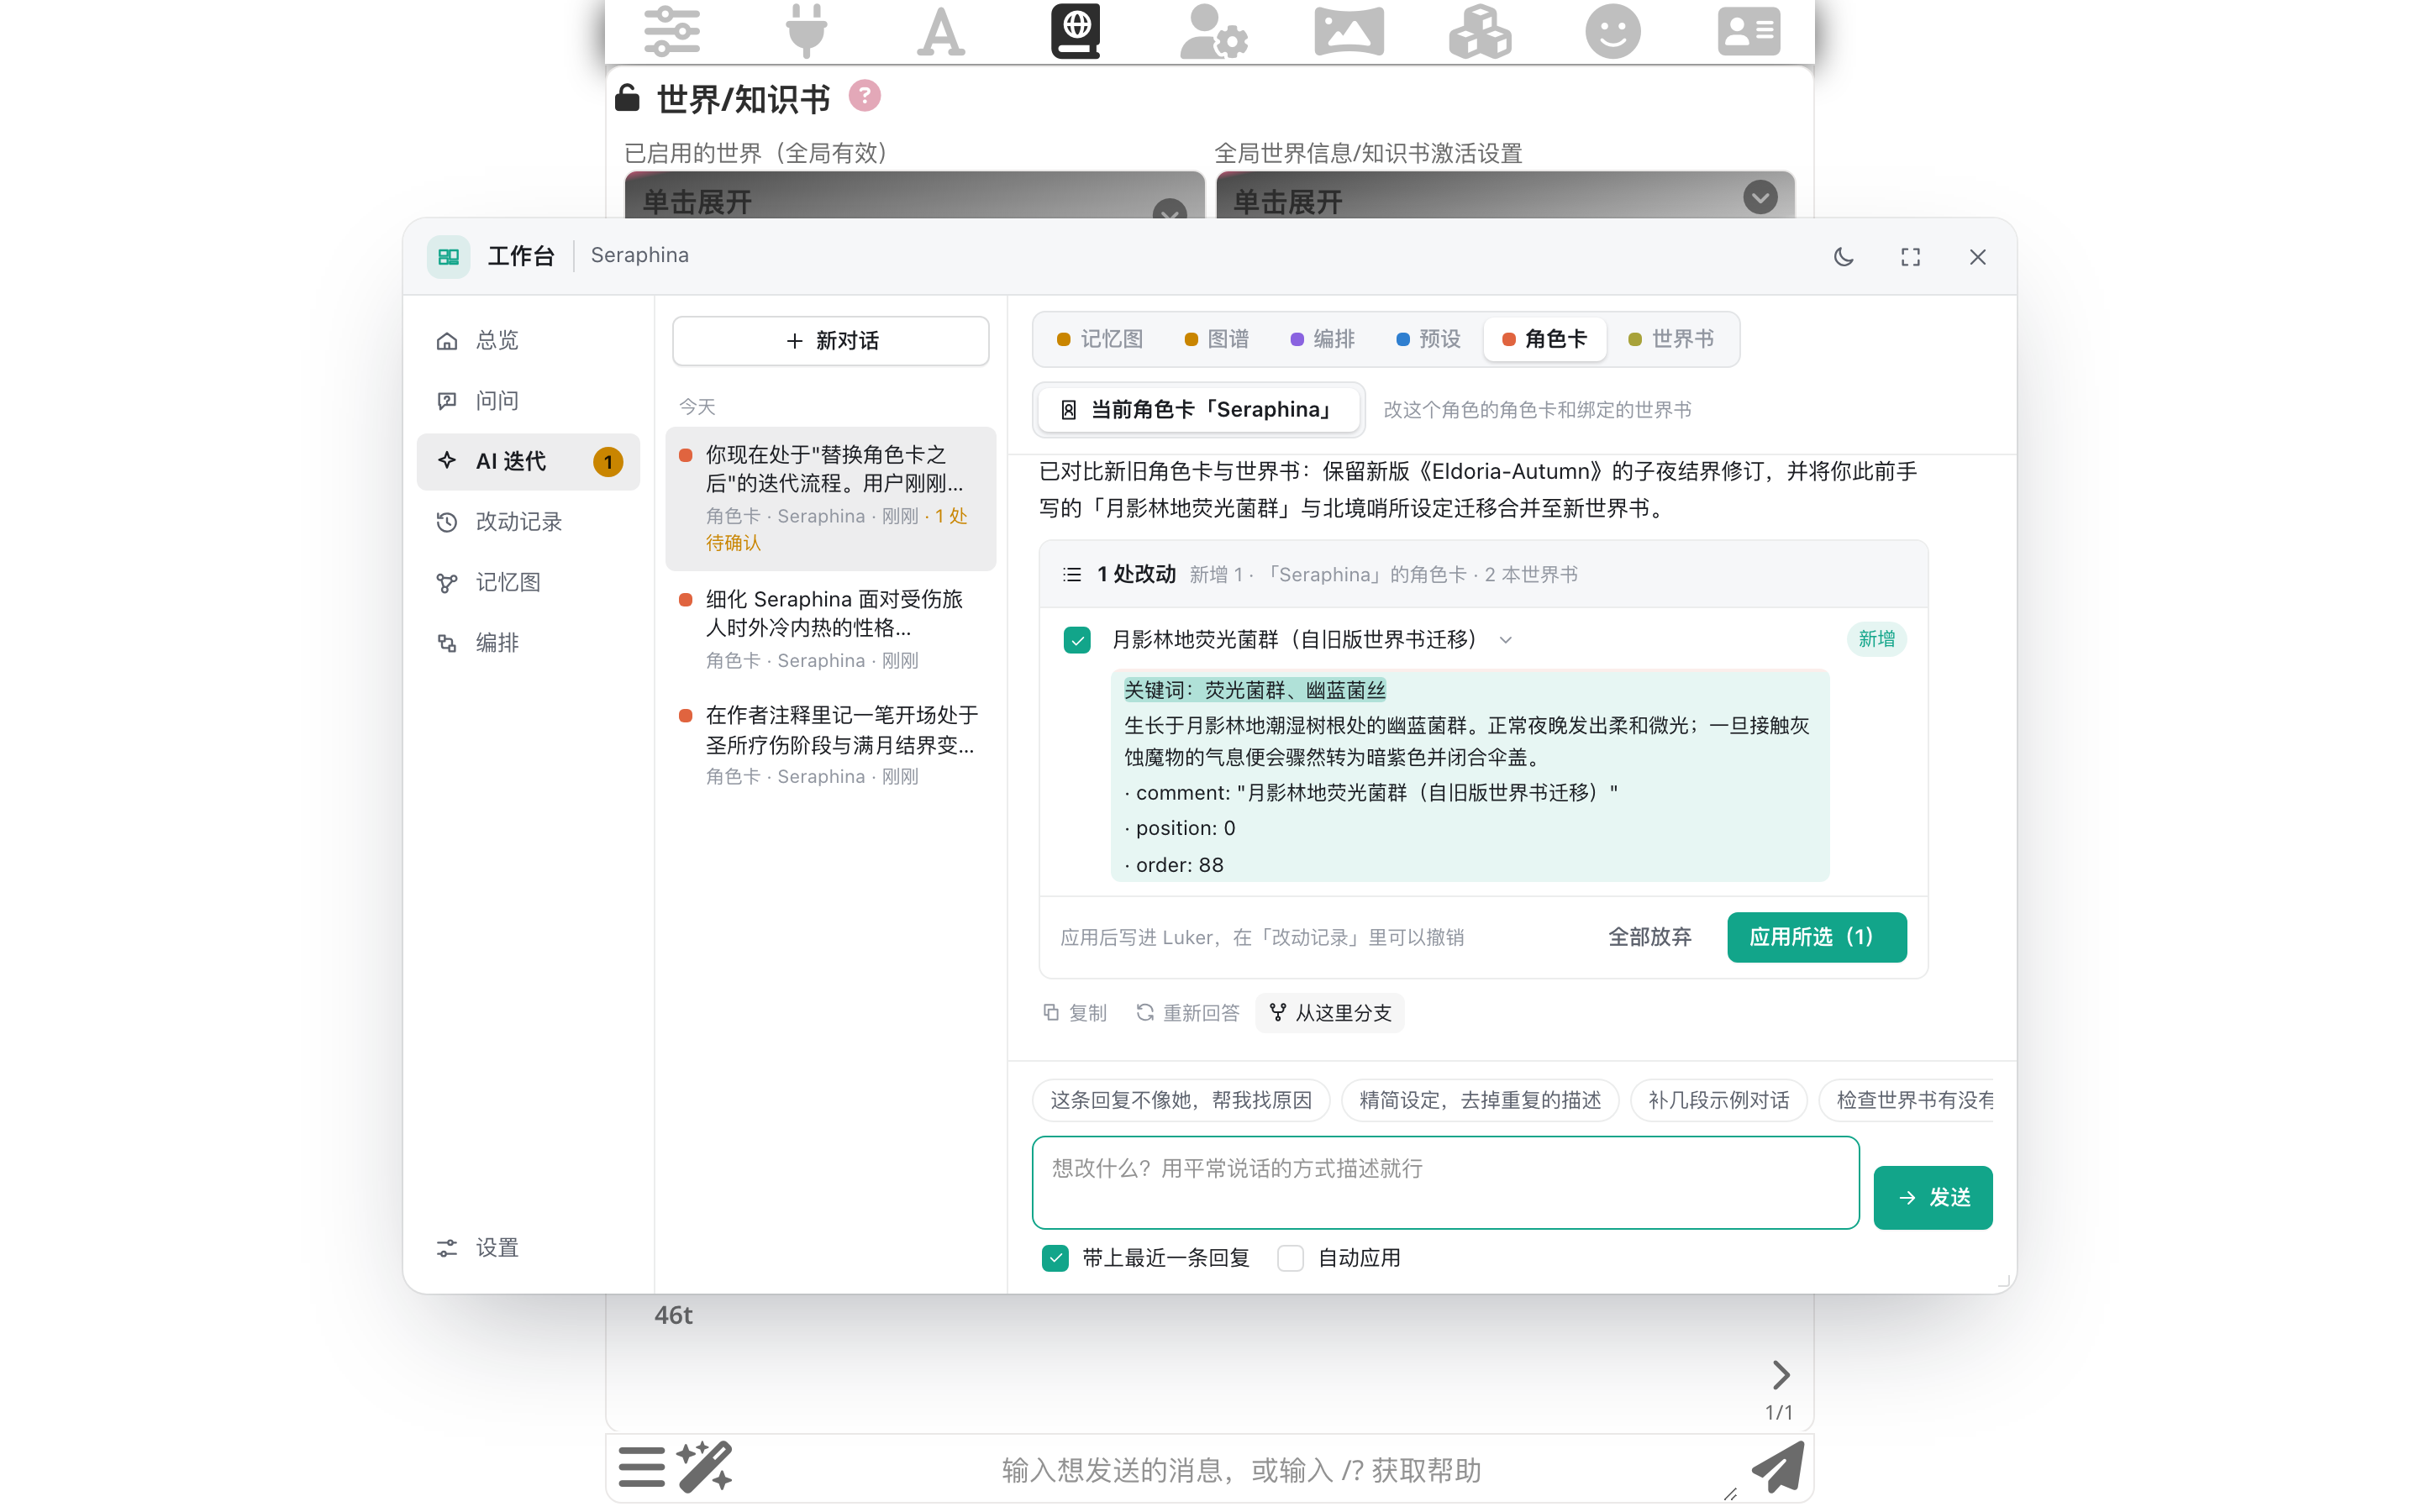 世界/知识书
?
已启用的世界（全局有效）
全局世界信息/知识书激活设置
单击展开
单击展开
工作台
Seraphina
总览
问问
AI 迭代
1
改动记录
记忆图
编排
设置
新对话
今天
你现在处于"替换角色卡之
后"的迭代流程。用户刚刚...
角色卡 · Seraphina · 刚刚 · 1 处
待确认
细化 Seraphina 面对受伤旅
人时外冷内热的性格...
角色卡 · Seraphina · 刚刚
在作者注释里记一笔开场处于
圣所疗伤阶段与满月结界变...
角色卡 · Seraphina · 刚刚
记忆图
图谱
编排
预设
角色卡
世界书
当前角色卡「Seraphina」
改这个角色的角色卡和绑定的世界书
已对比新旧角色卡与世界书：保留新版《Eldoria-Autumn》的子夜结界修订，并将你此前手
写的「月影林地荧光菌群」与北境哨所设定迁移合并至新世界书。
1 处改动
新增 1 · 「Seraphina」的角色卡 · 2 本世界书
月影林地荧光菌群（自旧版世界书迁移）
新增
关键词：荧光菌群、幽蓝菌丝
生长于月影林地潮湿树根处的幽蓝菌群。正常夜晚发出柔和微光；一旦接触灰
蚀魔物的气息便会骤然转为暗紫色并闭合伞盖。
· comment: "月影林地荧光菌群（自旧版世界书迁移）"
· position: 0
· order: 88
应用后写进 Luker，在「改动记录」里可以撤销
全部放弃
应用所选（1）
复制
重新回答
从这里分支
这条回复不像她，帮我找原因
精简设定，去掉重复的描述
补几段示例对话
检查世界书有没有
想改什么？用平常说话的方式描述就行
发送
带上最近一条回复
自动应用
46t
1/1
输入想发送的消息，或输入 /? 获取帮助